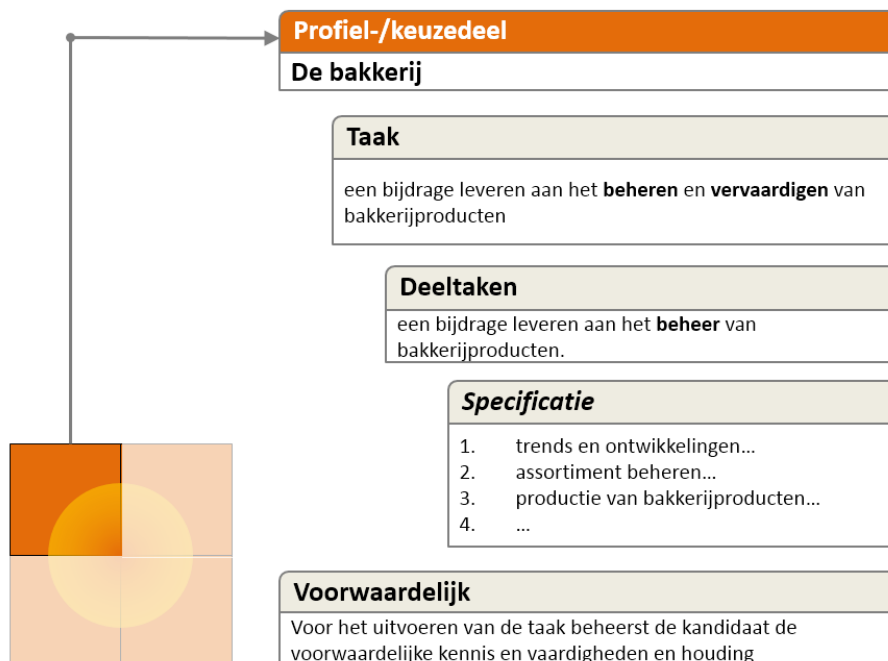 Profiel-/keuzedeel
De bakkerij
Taak
een bijdrage leveren aan het beheren en vervaardigen van
bakkerijproducten
Deeltaken
een bijdrage leveren aan het beheer van
bakkerijproducten.
Specificatie
1. trends en ontwikkelingen...
2. assortiment beheren...
3. productie van bakkerijproducten...
4. ...
Voorwaardelijk
Voor het uitvoeren van de taak beheerst de kandidaat de
voorwaardelijke kennis en vaardigheden en houding